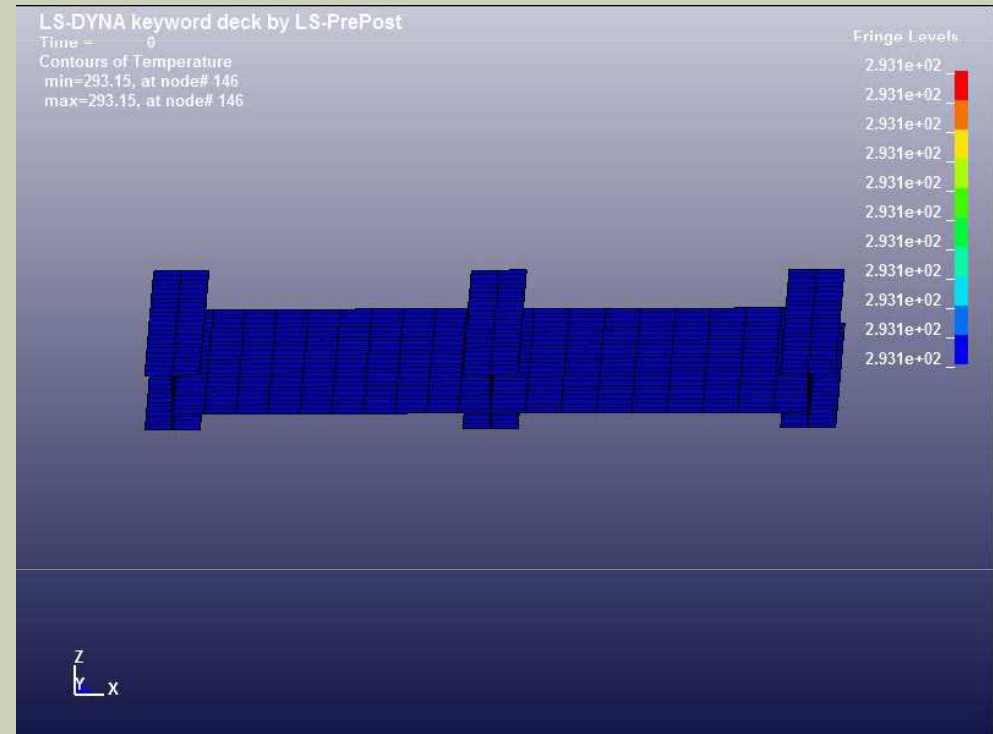 LS-DYNA keyword deck by LS-PrePost
Time = 0
Contours of Temperature
min=293.15, at node# 146
max=293.15, at node# 146
Fringe Levels
2.931e+02
2.931e+02
2.931e+02
2.931e+02
2.931e+02
2.931e+02
2.931e+02
2.931e+02
2.931e+02
2.931e+02
2.931e+02
Z
Y
X